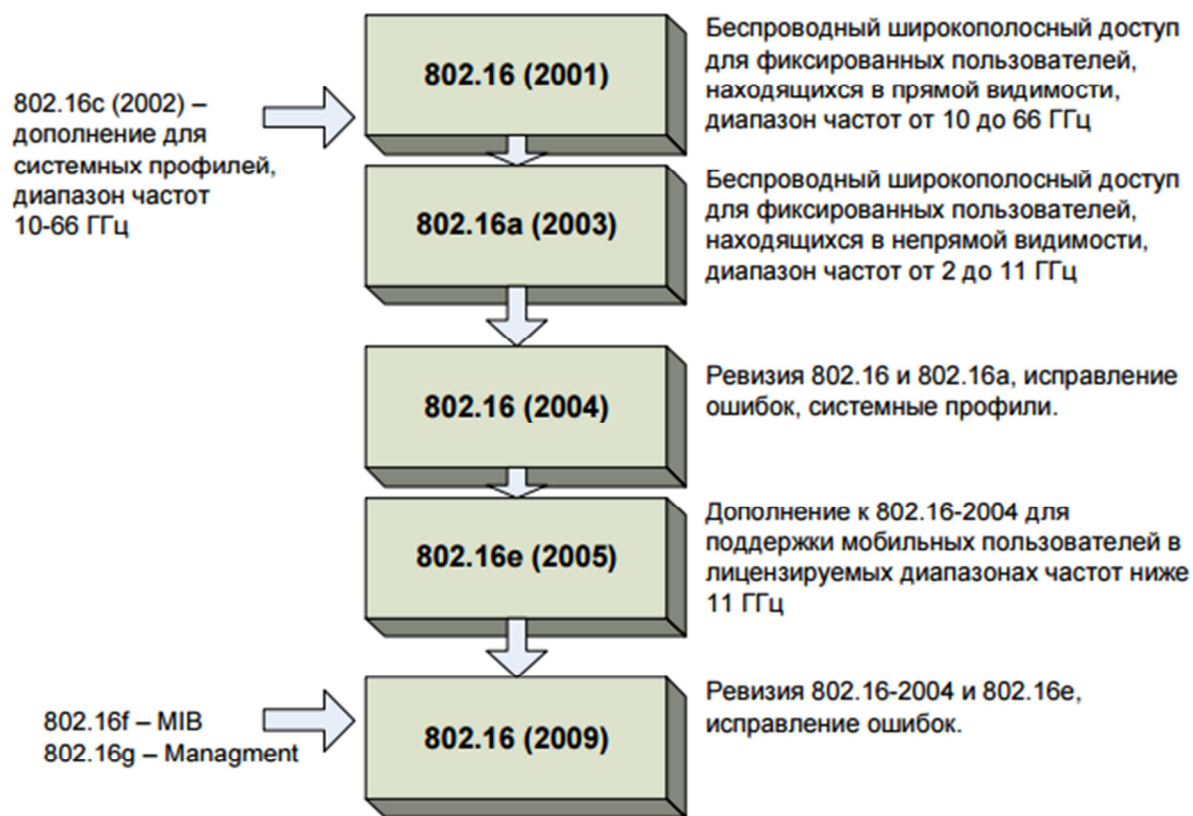 802.16 (2001)
Беспроводный широкополосный доступ
для фиксированных пользователей,
находящихся в прямой видимости,
диапазон частот от 10 до 66 ГГц
802.16c (2002) –
дополнение для
системных профилей,
диапазон частот
10-66 ГГц
802.16a (2003)
Беспроводный широкополосный доступ
для фиксированных пользователей,
находящихся в непрямой видимости,
диапазон частот от 2 до 11 ГГц
802.16 (2004)
Ревизия 802.16 и 802.16a, исправление
ошибок, системные профили.
802.16e (2005)
Дополнение к 802.16-2004 для
поддержки мобильных пользователей в
лицензируемых диапазонах частот ниже
11 ГГц
802.16f – MIB
802.16g – Managment
802.16 (2009)
Ревизия 802.16-2004 и 802.16e,
исправление ошибок.